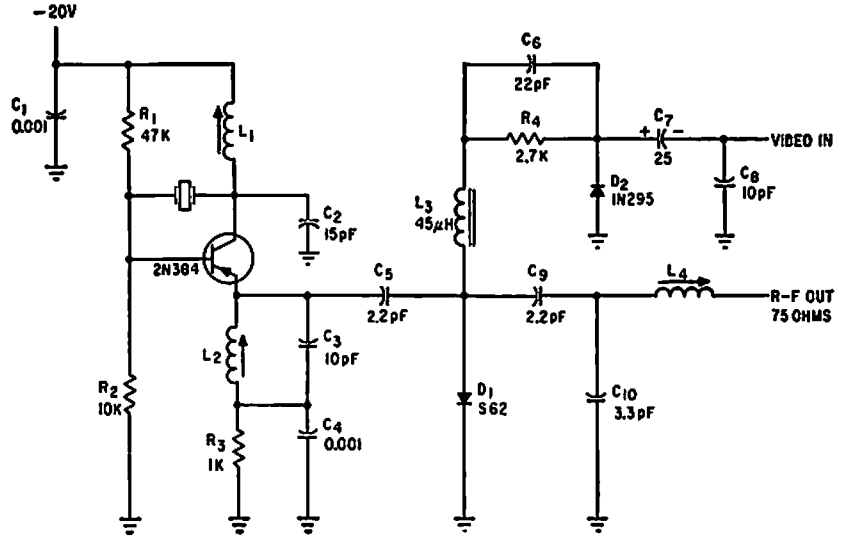 -20V
C1
0.001
R1
47K
L1
C2
15pF
2N384
R2
10K
L2
C3
10pF
R3
1K
C4
0.001
C5
2.2pF
C6
22pF
R4
2.7K
+ C7 -
25
VIDEO IN
C8
10pF
D2
1N295
L3
45μH
C9
2.2pF
L4
R-F OUT
75 OHMS
D1
S62
C10
3.3pF